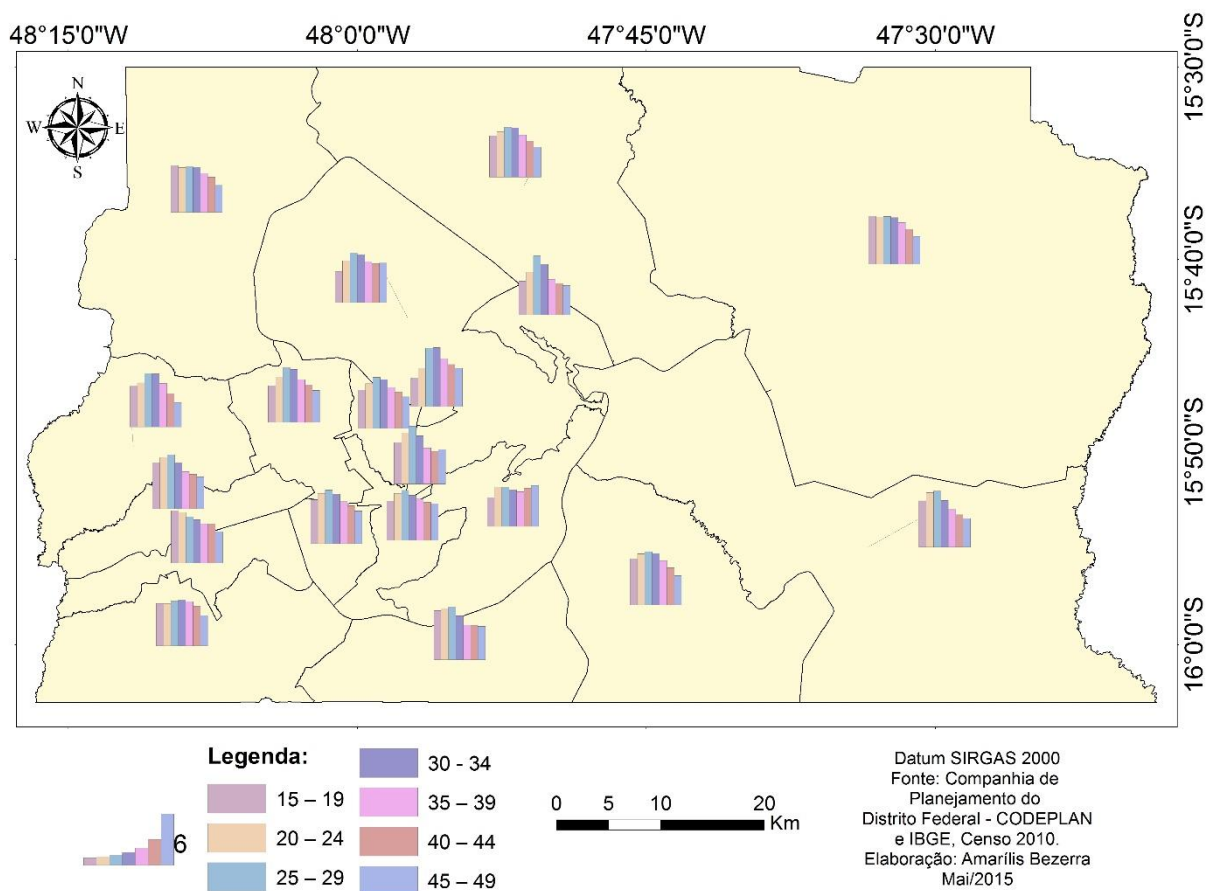 48°15'0"W 48°0'0"W 47°45'0"W 47°30'0"W
15°30'0"S
N
W E
S
15°40'0"S
15°50'0"S
16°0'0"S
Legenda:
6
15 – 19
20 – 24
25 – 29
30 - 34
35 – 39
40 – 44
45 – 49
0 5 10 20
Km
Datum SIRGAS 2000
Fonte: Companhia de
Planejamento do
Distrito Federal - CODEPLAN
e IBGE, Censo 2010.
Elaboração: Amarílis Bezerra
Mai/2015